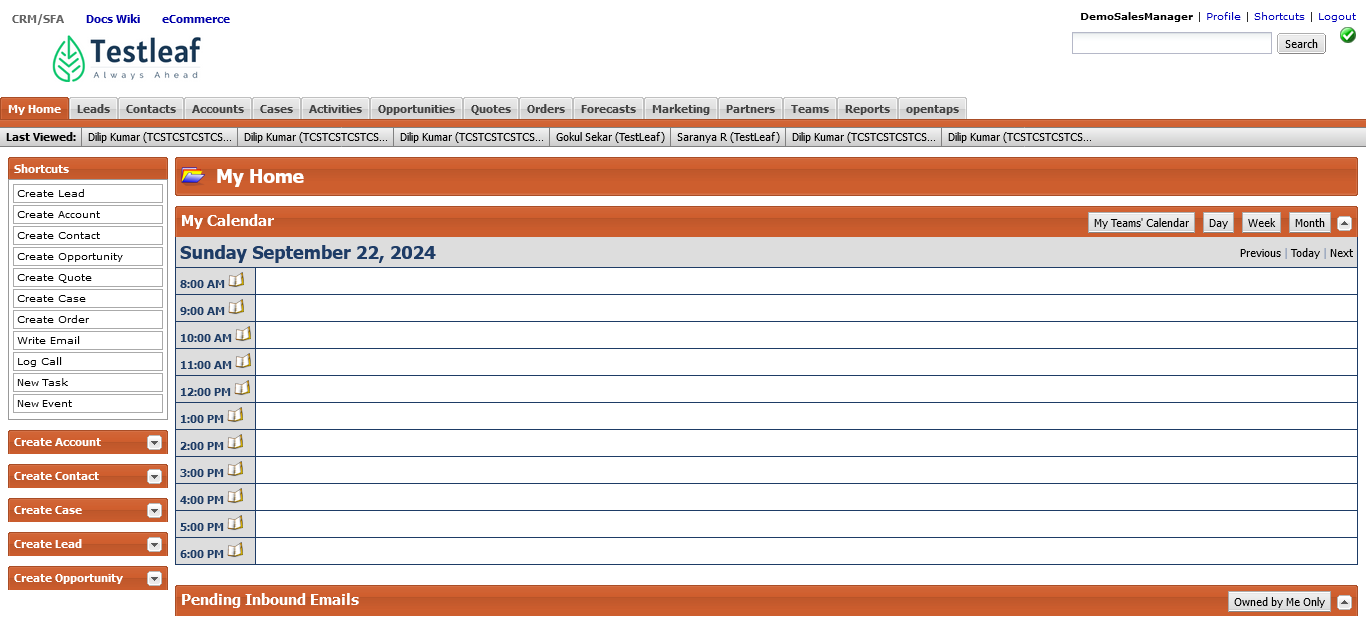 CRM/SFA Docs Wiki eCommerce
DemoSalesManager | Profile | Shortcuts | Logout
Testleaf
Always Ahead
Search
My Home Leads Contacts Accounts Cases Activities Opportunities Quotes Orders Forecasts Marketing Partners Teams Reports opentaps
Last Viewed: Dilip Kumar (TCSTCSTCSTCS... Dilip Kumar (TCSTCSTCSTCS... Dilip Kumar (TCSTCSTCSTCS... Gokul Sekar (TestLeaf) Saranya R (TestLeaf) Dilip Kumar (TCSTCSTCSTCS... Dilip Kumar (TCSTCSTCSTCS...
Shortcuts
Create Lead
Create Account
Create Contact
Create Opportunity
Create Quote
Create Case
Create Order
Write Email
Log Call
New Task
New Event
Create Account
Create Contact
Create Case
Create Lead
Create Opportunity
My Home
My Calendar My Teams' Calendar Day Week Month
Sunday September 22, 2024 Previous | Today | Next
8:00 AM
9:00 AM
10:00 AM
11:00 AM
12:00 PM
1:00 PM
2:00 PM
3:00 PM
4:00 PM
5:00 PM
6:00 PM
Pending Inbound Emails Owned by Me Only